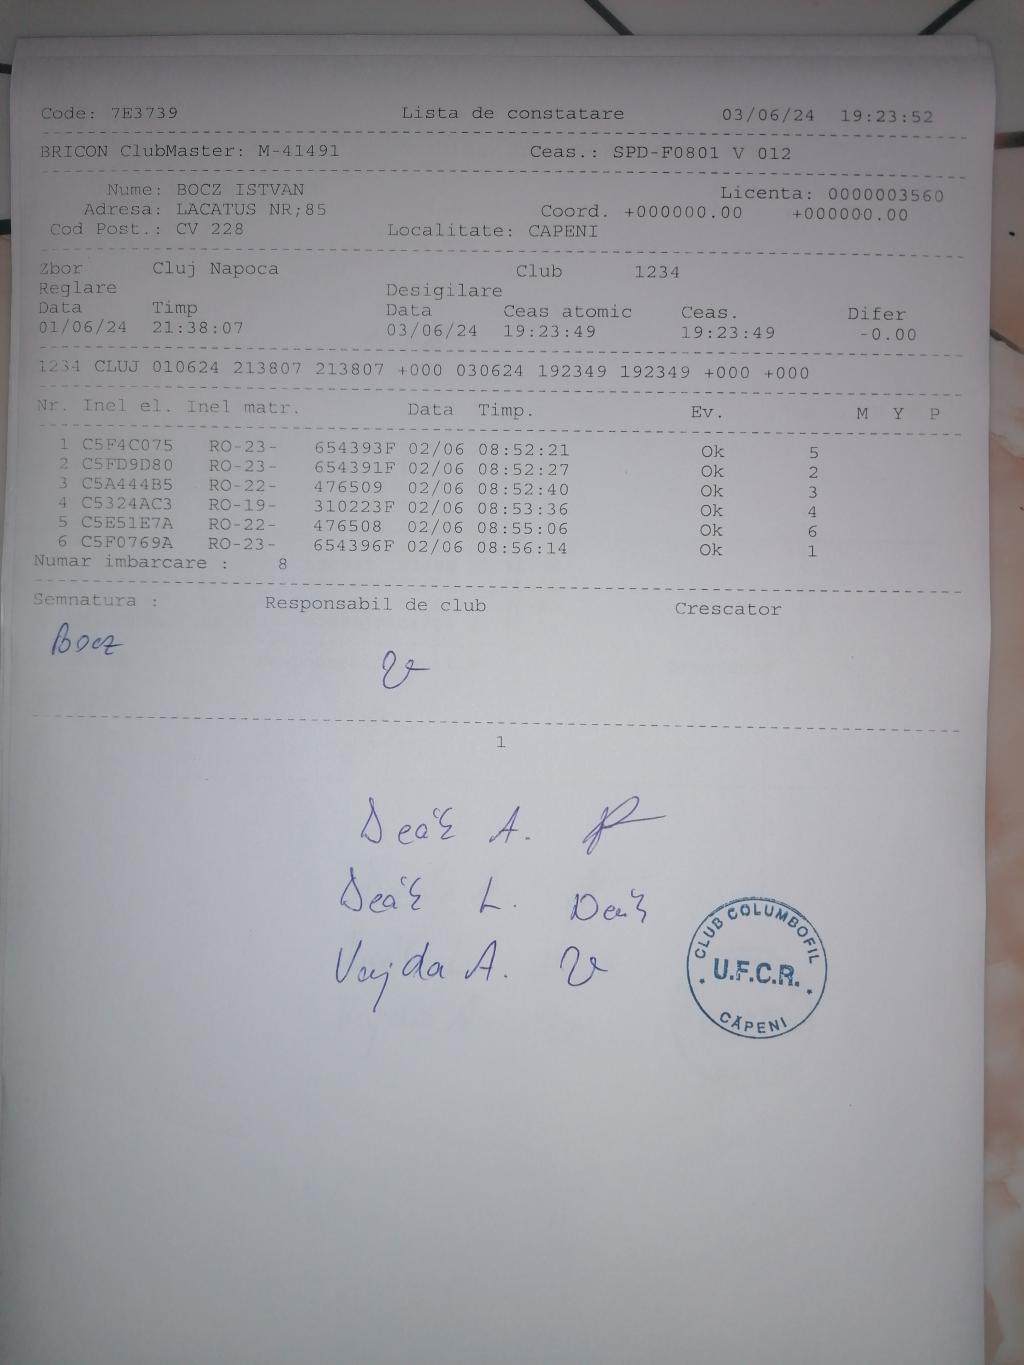 Code: 7E3739 Lista de constatare 03/06/24 19:23:52
BRICON ClubMaster: M-41491 Ceas.: SPD-F0801 V 012
Nume: BOCZ ISTVAN Licenta: 0000003560
Adresa: LACATUS NR;85 Coord. +000000.00 +000000.00
Cod Post.: CV 228 Localitate: CAPENI
Zbor Cluj Napoca Club 1234
Reglare Desigilare
Data Timp Data Ceas atomic Ceas. Difer
01/06/24 21:38:07 03/06/24 19:23:49 19:23:49 -0.00
1234 CLUJ 010624 213807 213807 +000 030624 192349 192349 +000 +000
Nr. Inel el. Inel matr. Data Timp. Ev. M Y P
1 C5F4C075 RO-23- 654393F 02/06 08:52:21 Ok 5
2 C5FD9D80 RO-23- 654391F 02/06 08:52:27 Ok 2
3 C5A444B5 RO-22- 476509 02/06 08:52:40 Ok 3
4 C5324AC3 RO-19- 310223F 02/06 08:53:36 Ok 4
5 C5E51E7A RO-22- 476508 02/06 08:55:06 Ok 6
6 C5F0769A RO-23- 654396F 02/06 08:56:14 Ok 1
Numar imbarcare : 8
Semnatura : Responsabil de club Crescator
Bocz
1
Deák A.
Deák L. Deák
Vajda A.
CLUB COLUMBOFIL
U.F.C.R.
CĂPENI